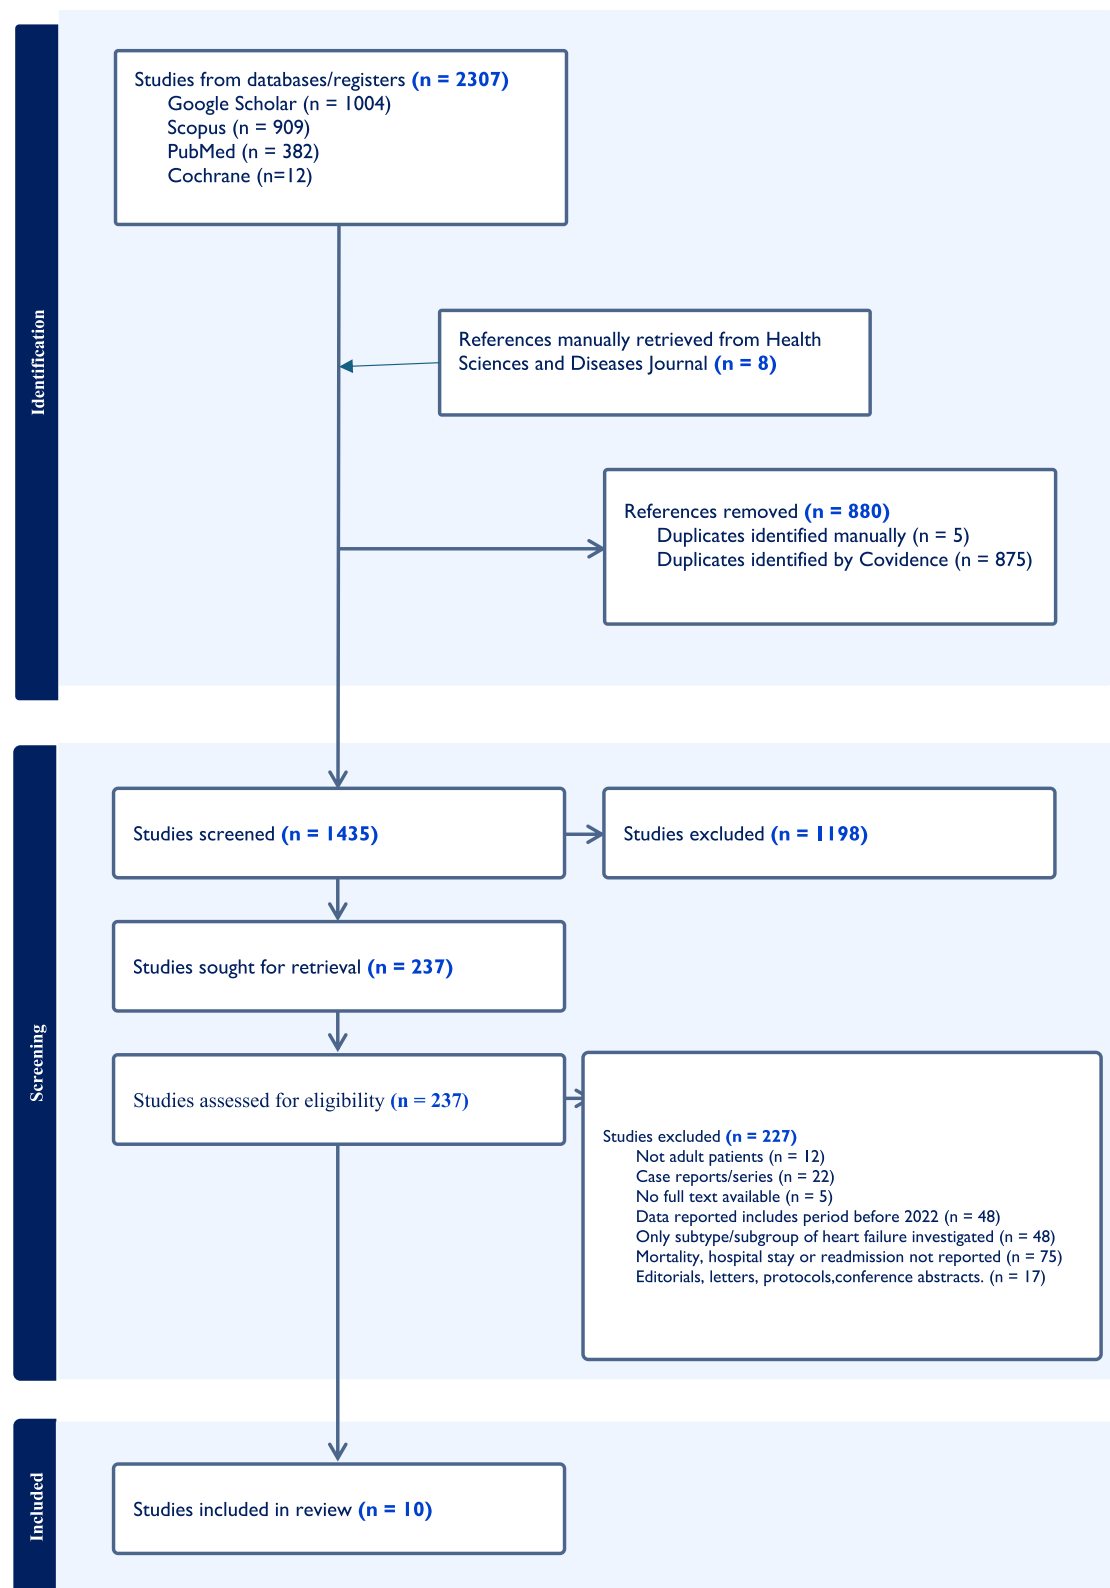 Identification
Studies from databases/registers (n = 2307)
Google Scholar (n = 1004)
Scopus (n = 909)
PubMed (n = 382)
Cochrane (n=12)
References manually retrieved from Health
Sciences and Diseases Journal (n = 8)
References removed (n = 880)
Duplicates identified manually (n = 5)
Duplicates identified by Covidence (n = 875)
Screening
Studies screened (n = 1435)
Studies excluded (n = 1198)
Studies sought for retrieval (n = 237)
Studies assessed for eligibility (n = 237)
Studies excluded (n = 227)
Not adult patients (n = 12)
Case reports/series (n = 22)
No full text available (n = 5)
Data reported includes period before 2022 (n = 48)
Only subtype/subgroup of heart failure investigated (n = 48)
Mortality, hospital stay or readmission not reported (n = 75)
Editorials, letters, protocols,conference abstracts. (n = 17)
Included
Studies included in review (n = 10)